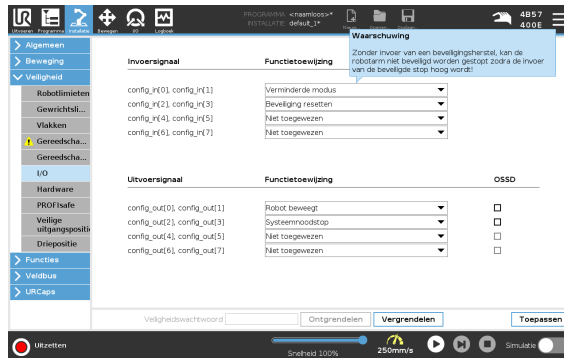 PROGRAMMA <naamloos>*
INSTALLATIE default_1*
4B57
400E
Uitvoeren Programma Installatie Bewegen I/O Logboek
Waarschuwing
Zonder invoer van een beveiligingsherstel, kan de
robotarm niet beveiligd worden gestopt zodra de invoer
van de beveiligde stop hoog wordt!
Algemeen
Beweging
Veiligheid
Robotlimieten
Gewrichtsli...
Vlakken
Gereedscha...
Gereedscha...
I/O
Hardware
PROFIsafe
Veilige
uitgangspositi
Driepositie
Functies
Veldbus
URCaps
Invoersignaal Functietoewijzing
config_in[0], config_in[1] Verminderde modus
config_in[2], config_in[3] Beveiliging resetten
config_in[4], config_in[5] Niet toegewezen
config_in[6], config_in[7] Niet toegewezen
Uitvoersignaal Functietoewijzing OSSD
config_out[0], config_out[1] Robot beweegt
config_out[2], config_out[3] Systeemnoodstop
config_out[4], config_out[5] Niet toegewezen
config_out[6], config_out[7] Niet toegewezen
Veiligheidswachtwoord Ontgrendelen Vergrendelen Toepassen
Uitzetten
Snelheid 100%
250mm/s
Simulatie